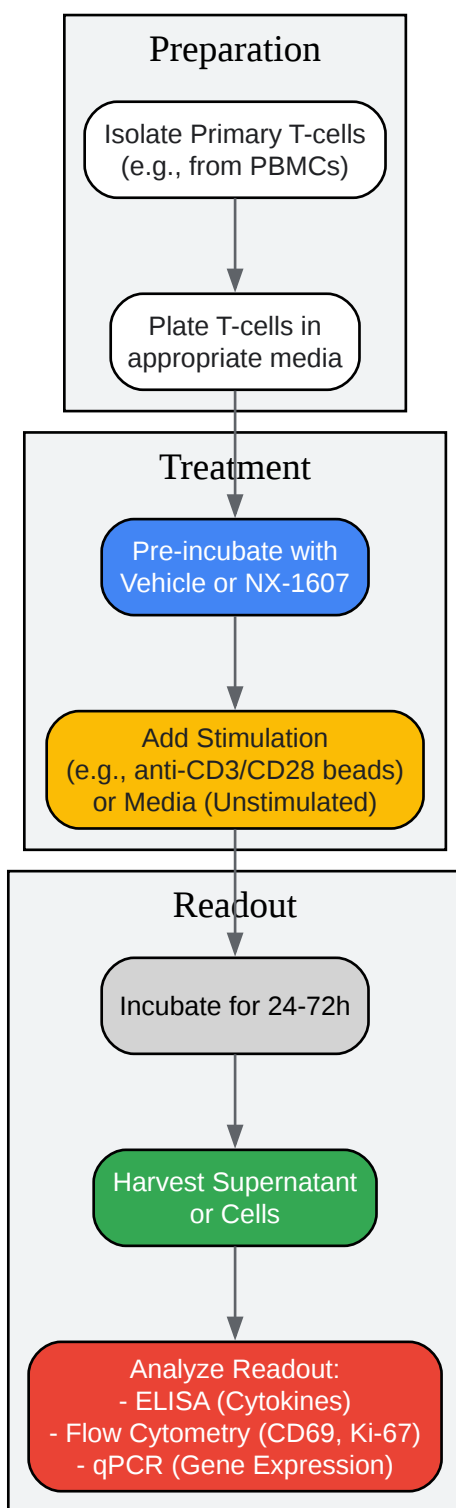 Preparation
Isolate Primary T-cells
(e.g., from PBMCs)
Plate T-cells in
appropriate media
Treatment
Pre-incubate with
Vehicle or NX-1607
Add Stimulation
(e.g., anti-CD3/CD28 beads)
or Media (Unstimulated)
Readout
Incubate for 24-72h
Harvest Supernatant
or Cells
Analyze Readout:
- ELISA (Cytokines)
- Flow Cytometry (CD69, Ki-67)
- qPCR (Gene Expression)